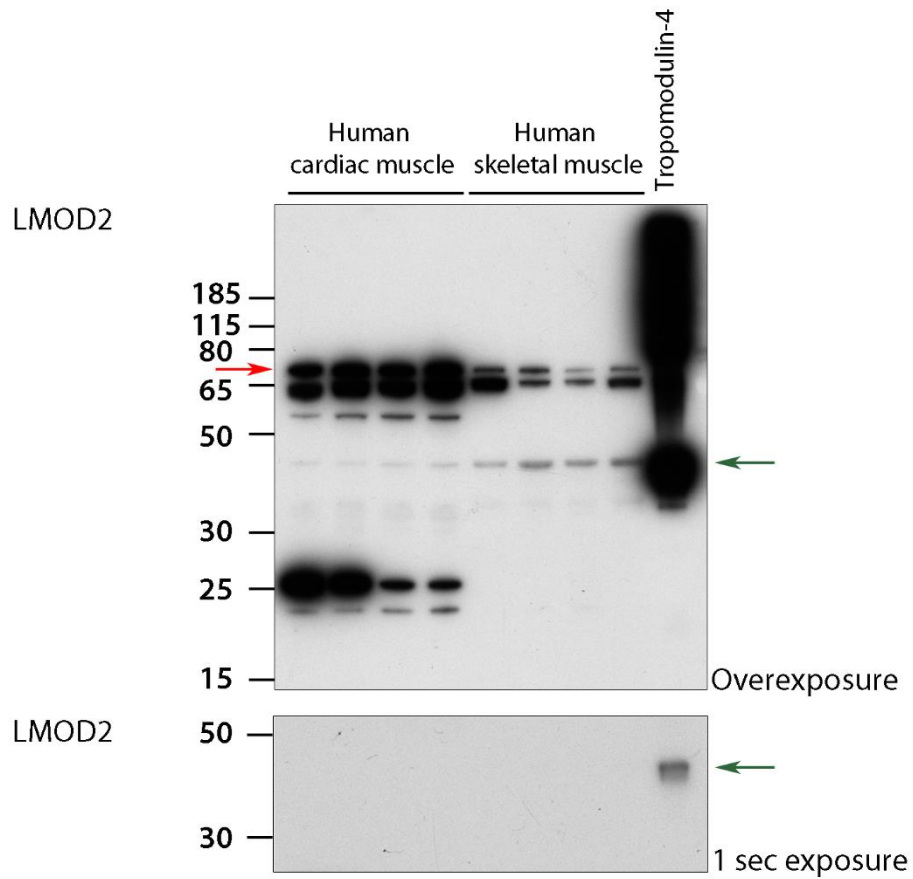 Tropomodulin-4
Human
cardiac muscle
Human
skeletal muscle
LMOD2
185
115
80
65
50
30
25
15
Overexposure
LMOD2
50
30
1 sec exposure